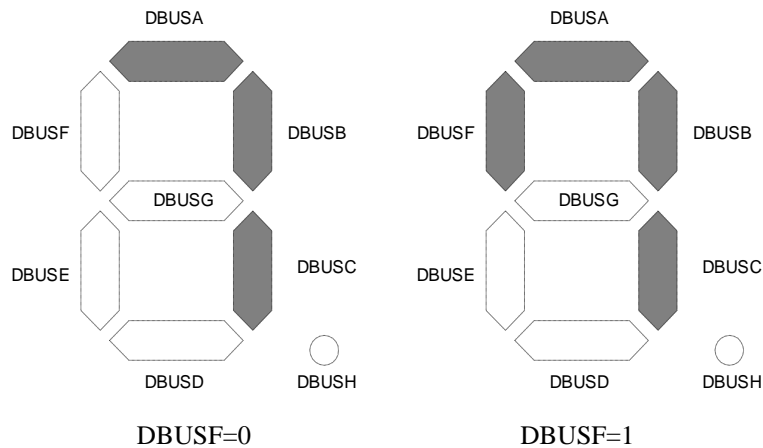 DBUSA DBUSA
DBUSF DBUSB DBUSF DBUSB
DBUSG DBUSG
DBUSE DBUSC DBUSE DBUSC
DBUSD DBUSH DBUSD DBUSH
DBUSF=0 DBUSF=1